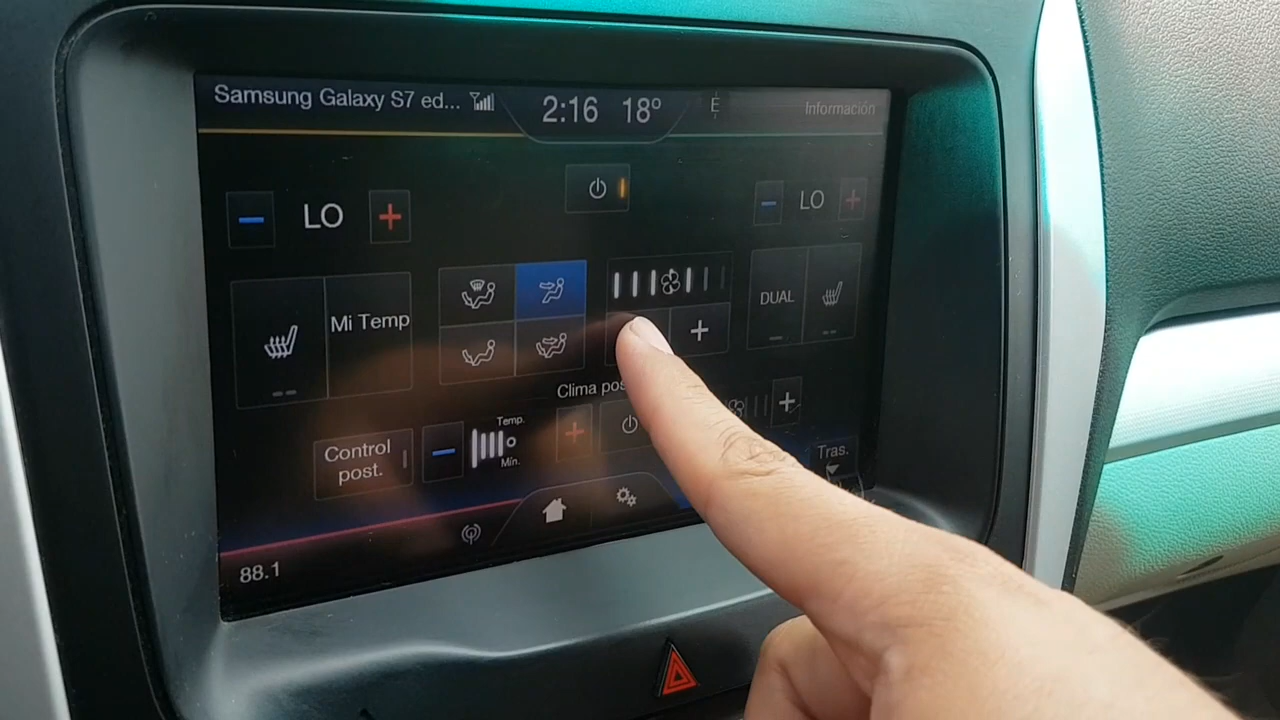 Samsung Galaxy S7 ed...
2:16 18°
E
Información
LO
LO
Mi Temp
DUAL
Clima pos
Control
post.
Temp.
Mín.
Tras.
88.1